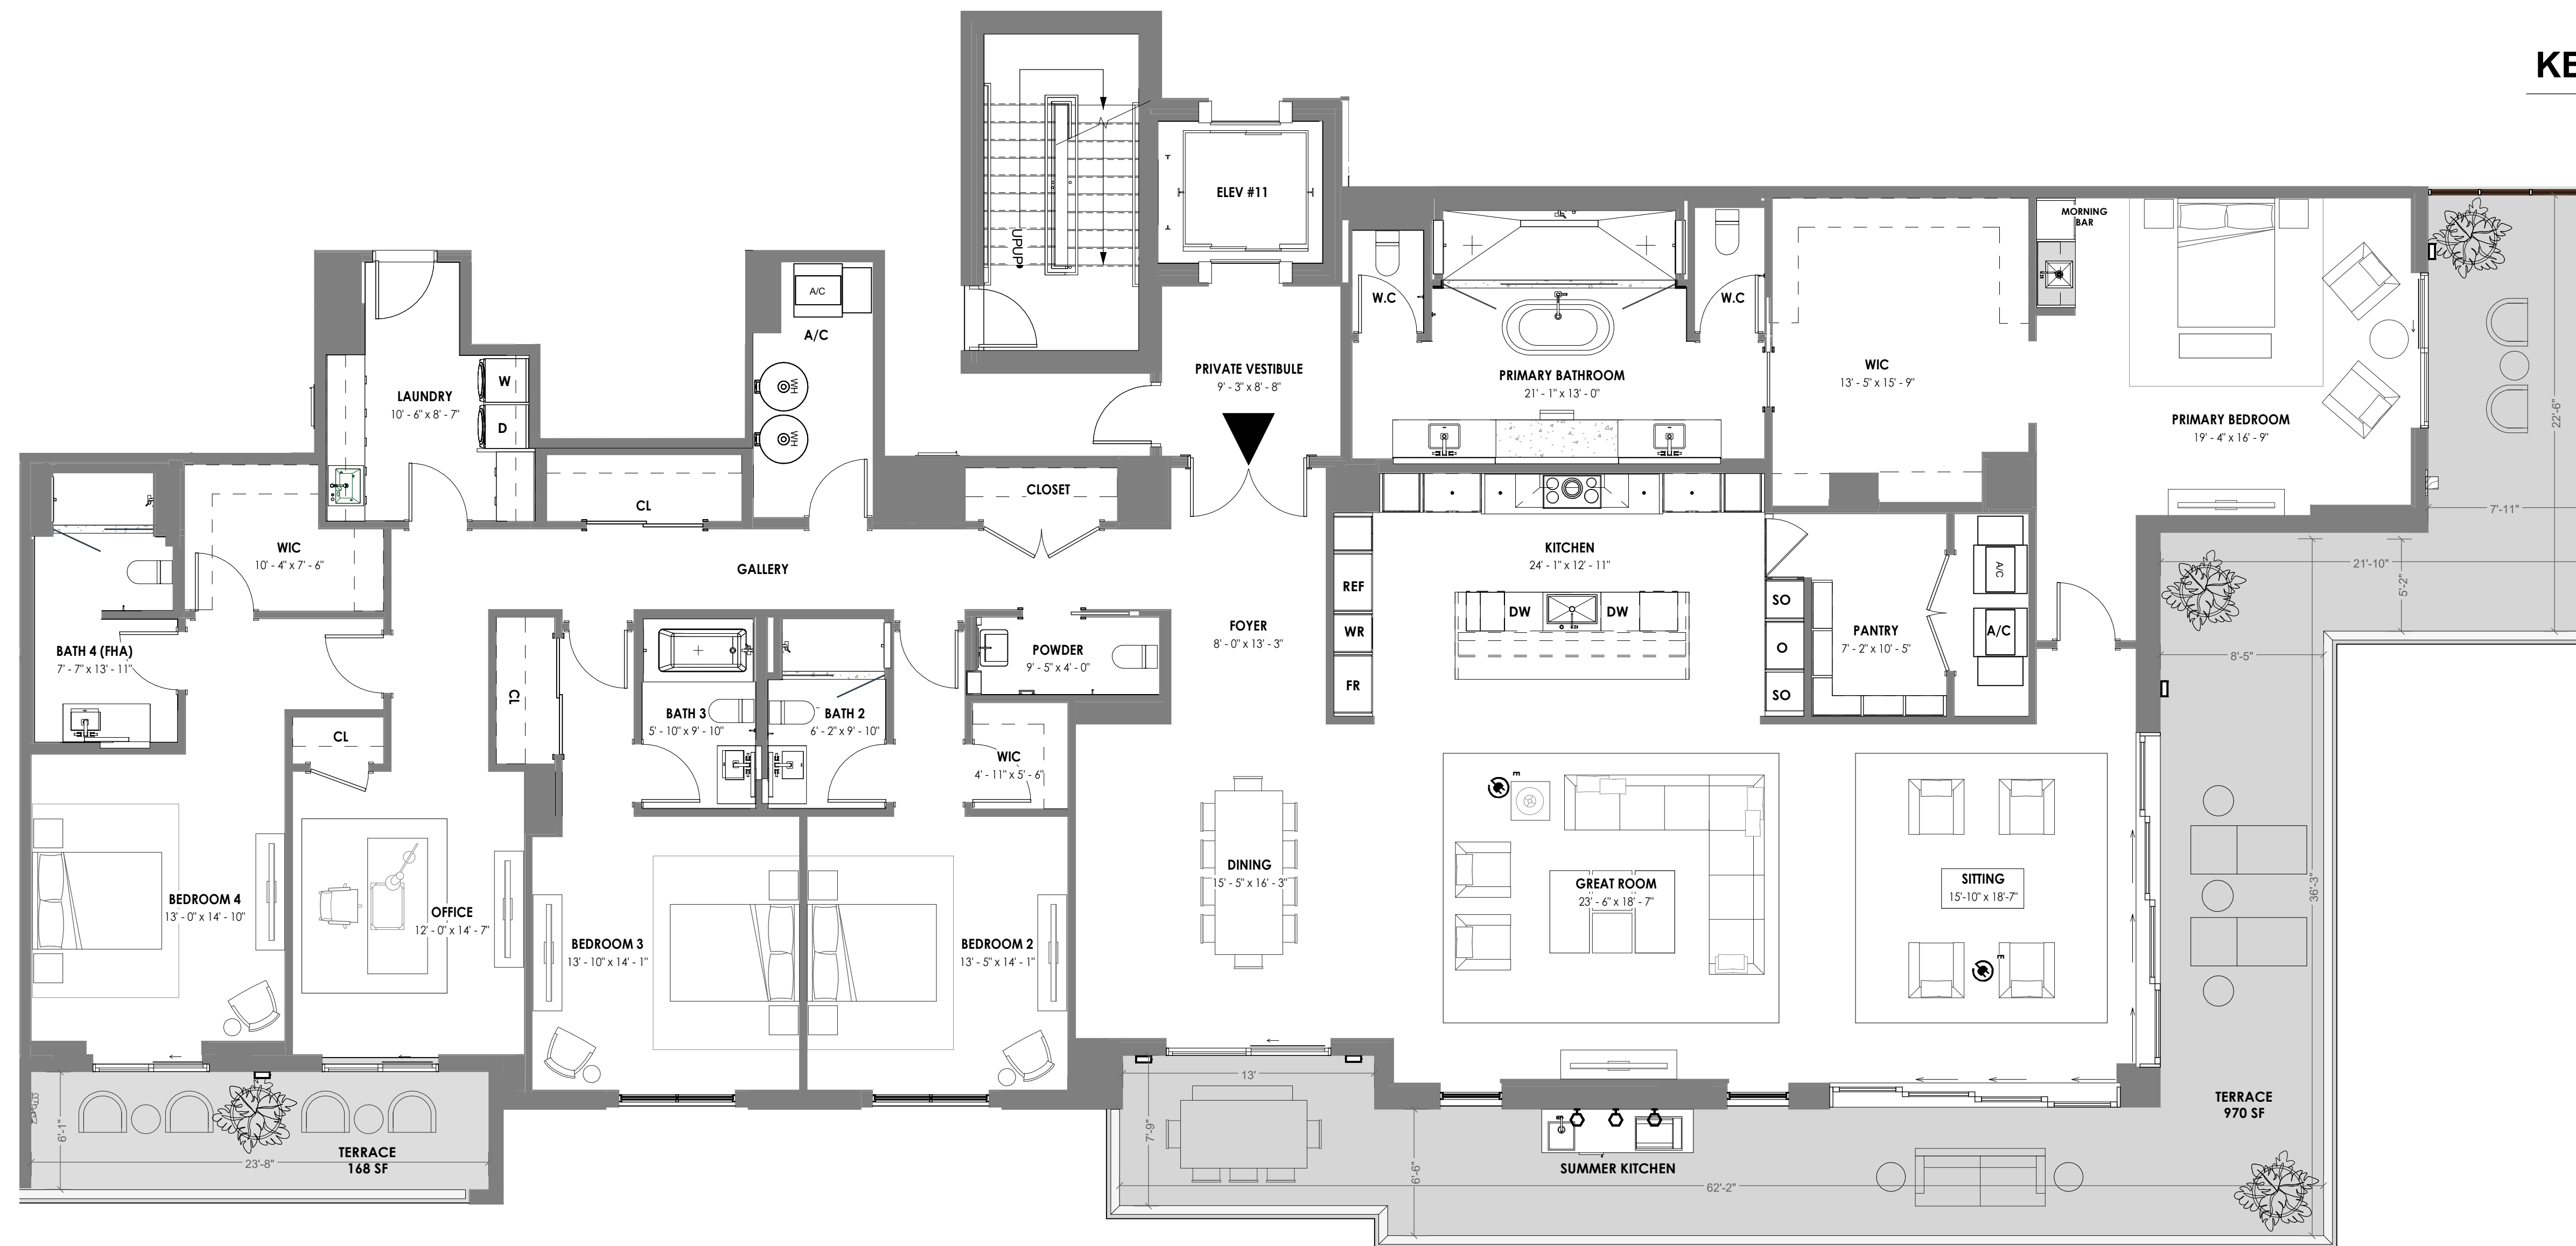 KE
ELEV #11
UP
UP
MORNING
BAR
A/C
A/C
W.C
W.C
PRIVATE VESTIBULE
9' - 3" x 8' - 8"
PRIMARY BATHROOM
21' - 1" x 13' - 0"
WIC
13' - 5" x 15' - 9"
PRIMARY BEDROOM
19' - 4" x 16' - 9"
22'-6"
7'-11"
LAUNDRY
10' - 6" x 8' - 7"
W
D
WH
WH
CL
CLOSET
WIC
10' - 4" x 7' - 6"
GALLERY
KITCHEN
24' - 1" x 12' - 11"
REF
WR
FR
DW
DW
SO
O
SO
PANTRY
7' - 2" x 10' - 5"
A/C
A/C
21'-10"
5'-2"
8'-5"
BATH 4 (FHA)
7' - 7" x 13' - 11"
CL
CL
BATH 3
5' - 10" x 9' - 10"
BATH 2
6' - 2" x 9' - 10"
POWDER
9' - 5" x 4' - 0"
FOYER
8' - 0" x 13' - 3"
WIC
4' - 11" x 5' - 6"
BEDROOM 4
13' - 0" x 14' - 10"
OFFICE
12' - 0" x 14' - 7"
BEDROOM 3
13' - 10" x 14' - 1"
BEDROOM 2
13' - 5" x 14' - 1"
DINING
15' - 5" x 16' - 3"
E
GREAT ROOM
23' - 6" x 18' - 7"
SITTING
15'-10" x 18'-7"
E
36'-3"
13'
7'-9"
6'-6"
SUMMER KITCHEN
62'-2"
TERRACE
970 SF
6'-1"
23'-8"
TERRACE
168 SF